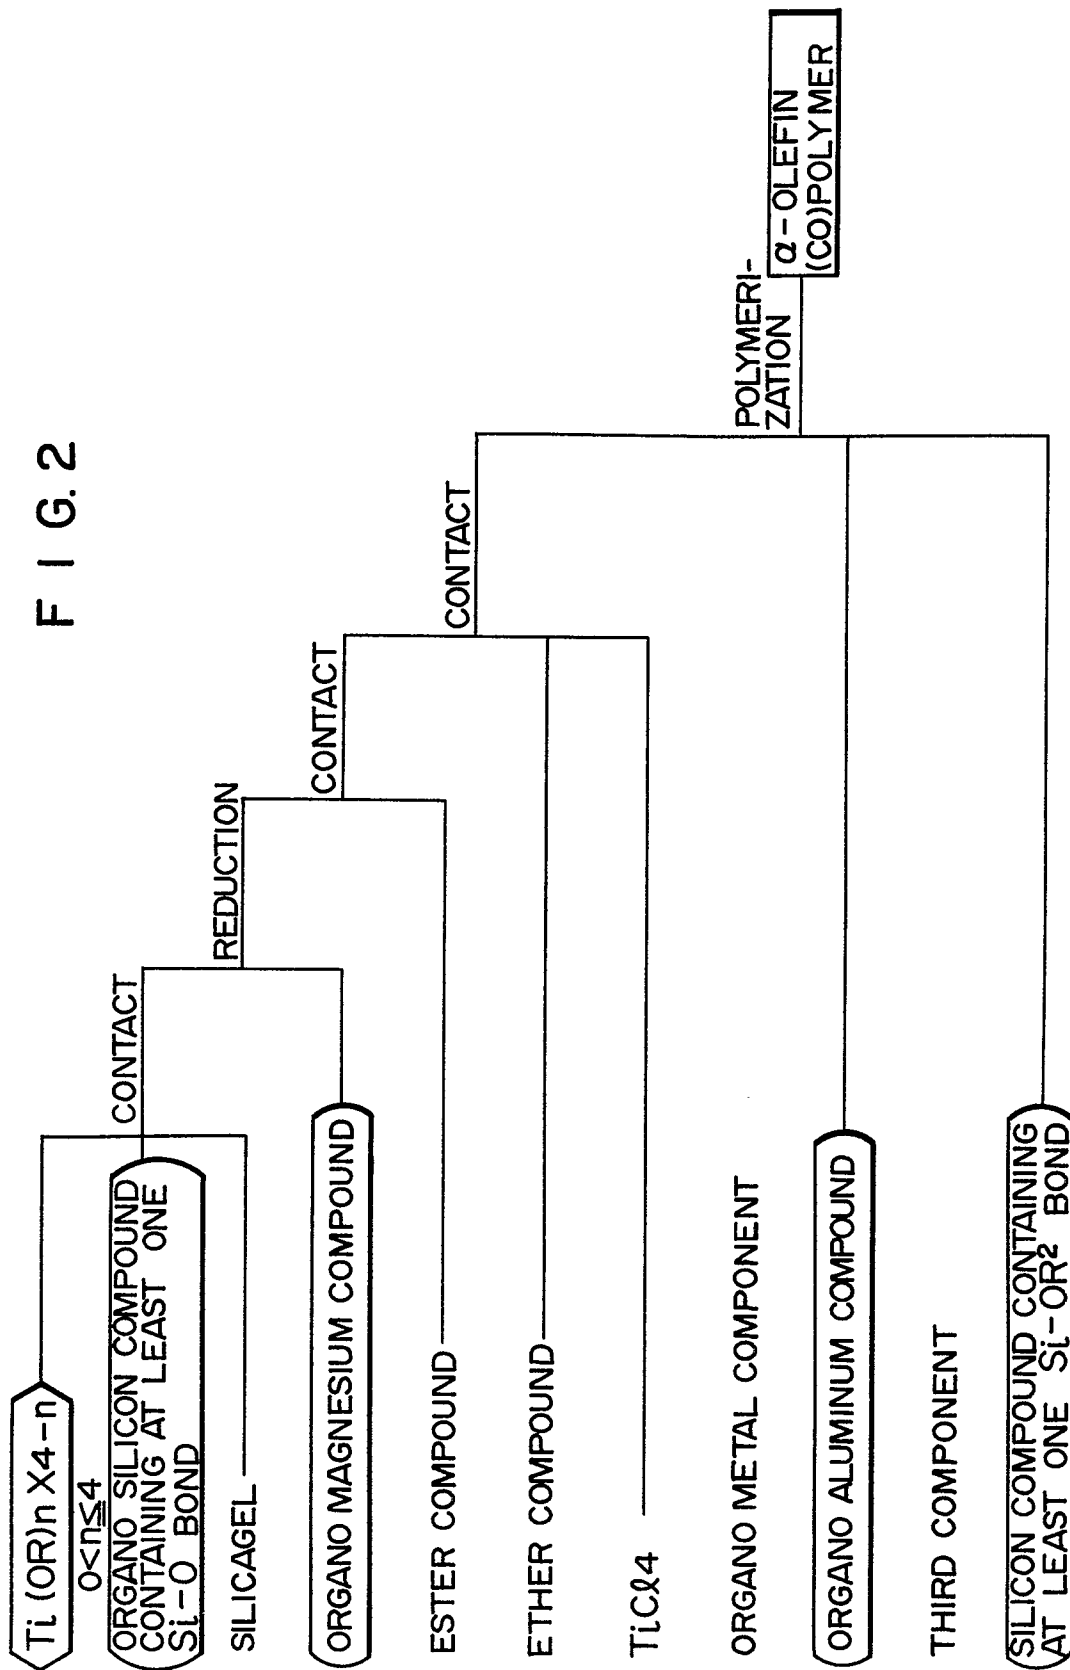 F I G. 2
Ti (OR)n X4-n
0<n≦4
ORGANO SILICON COMPOUND
CONTAINING AT LEAST ONE
Si-O BOND
SILICAGEL
CONTACT
ORGANO MAGNESIUM COMPOUND
REDUCTION
ESTER COMPOUND
CONTACT
ETHER COMPOUND
TiCℓ4
CONTACT
ORGANO METAL COMPONENT
ORGANO ALUMINUM COMPOUND
THIRD COMPONENT
SILICON COMPOUND CONTAINING
AT LEAST ONE Si-OR² BOND
POLYMERI-
ZATION
α-OLEFIN
(CO)POLYMER